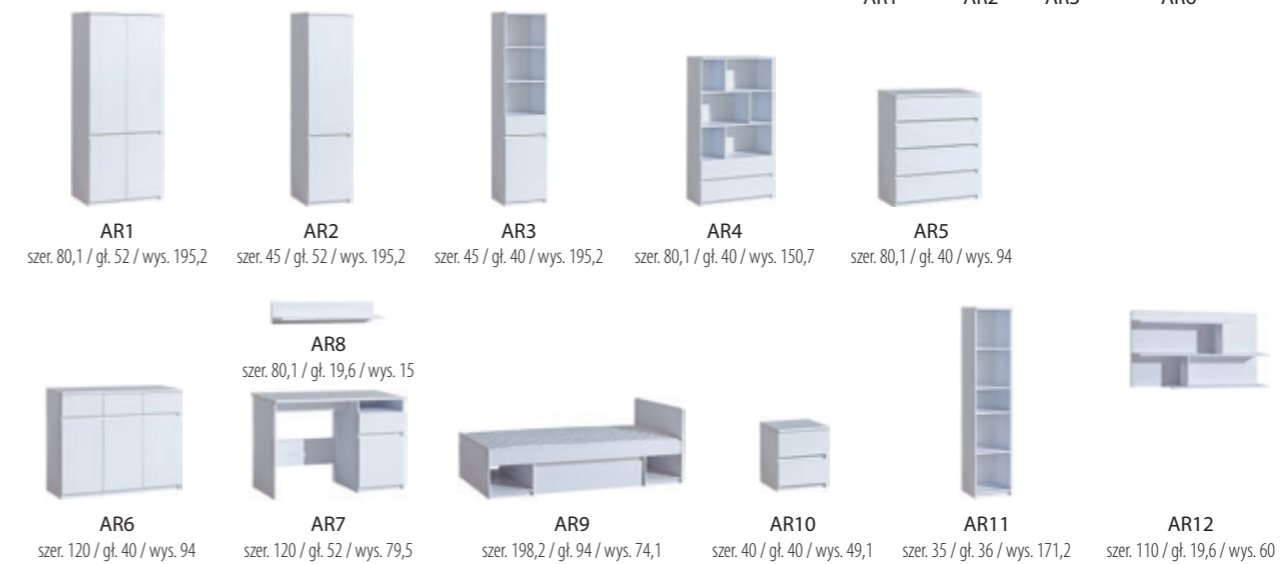 AR1
szer. 80,1 / gł. 52 / wys. 195,2
AR2
szer. 45 / gł. 52 / wys. 195,2
AR3
szer. 45 / gł. 40 / wys. 195,2
AR4
szer. 80,1 / gł. 40 / wys. 150,7
AR5
szer. 80,1 / gł. 40 / wys. 94
AR8
szer. 80,1 / gł. 19,6 / wys. 15
AR6
szer. 120 / gł. 40 / wys. 94
AR7
szer. 120 / gł. 52 / wys. 79,5
AR9
szer. 198,2 / gł. 94 / wys. 74,1
AR10
szer. 40 / gł. 40 / wys. 49,1
AR11
szer. 35 / gł. 36 / wys. 171,2
AR12
szer. 110 / gł. 19,6 / wys. 60